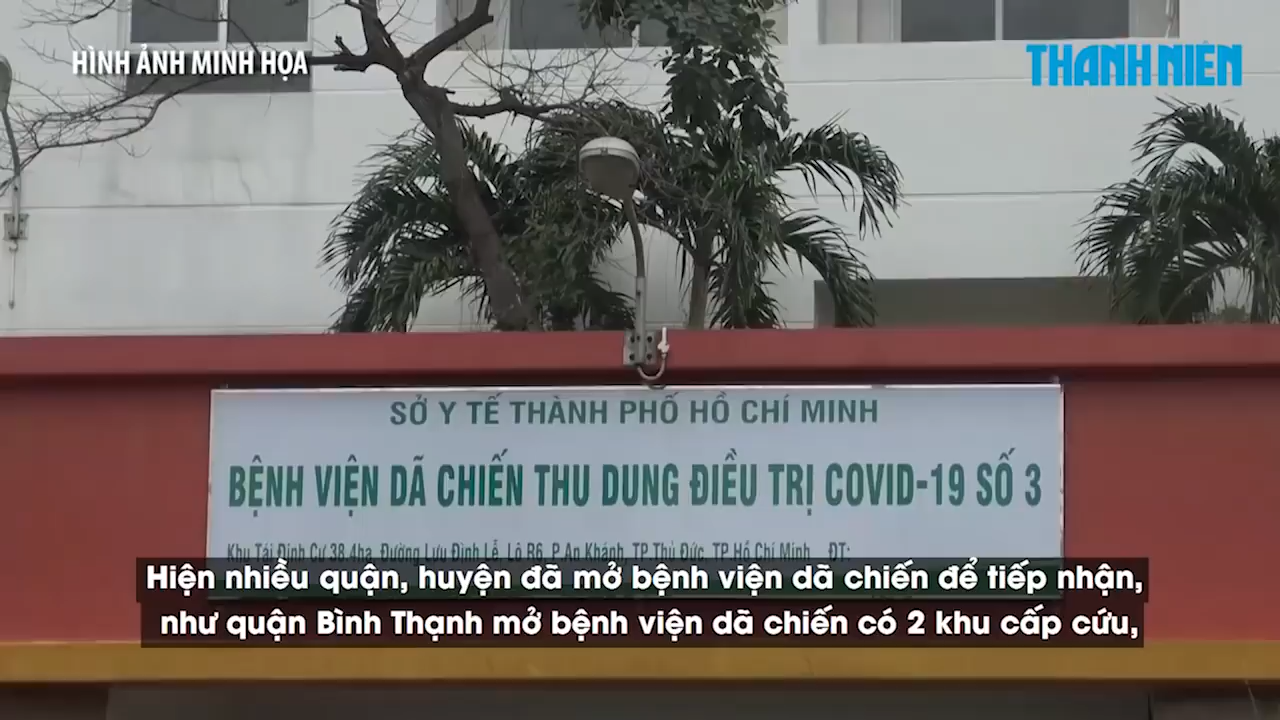 HÌNH ẢNH MINH HỌA
THANH NIÊN
SỞ Y TẾ THÀNH PHỐ HỒ CHÍ MINH
BỆNH VIỆN DÃ CHIẾN THU DUNG ĐIỀU TRỊ COVID-19 SỐ 3
Khu Tái Định Cư 38.4ha, Đường Lưu Đình Lễ, Lô R6, P.An Khánh, TP.Thủ Đức, TP.Hồ Chí Minh ĐT:
Hiện nhiều quận, huyện đã mở bệnh viện dã chiến để tiếp nhận,
như quận Bình Thạnh mở bệnh viện dã chiến có 2 khu cấp cứu,